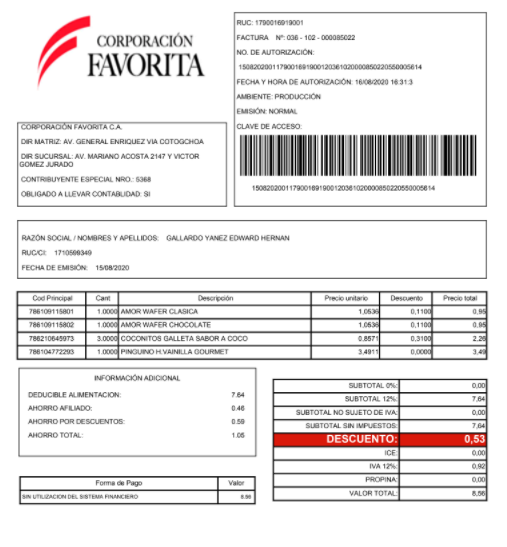 CORPORACIÓN
FAVORITA
RUC: 1790016919001
FACTURA Nº: 036 - 102 - 000085022
NO. DE AUTORIZACIÓN:
1508202001179001691900120361020000850220550005614
FECHA Y HORA DE AUTORIZACIÓN: 16/08/2020 16:31:3
AMBIENTE: PRODUCCIÓN
EMISIÓN: NORMAL
CLAVE DE ACCESO:
1508202001179001691900120361020000850220550005614
CORPORACIÓN FAVORITA C.A.
DIR MATRIZ: AV. GENERAL ENRIQUEZ VIA COTOGCHOA
DIR SUCURSAL: AV. MARIANO ACOSTA 2147 Y VICTOR
GOMEZ JURADO
CONTRIBUYENTE ESPECIAL NRO.: 5368
OBLIGADO A LLEVAR CONTABLIDAD: SI
RAZÓN SOCIAL / NOMBRES Y APELLIDOS: GALLARDO YANEZ EDWARD HERNAN
RUC/CI: 1710599349
FECHA DE EMISIÓN: 15/08/2020
Cod Principal Cant Descripción Precio unitario Descuento Precio total
786109115801 1.0000 AMOR WAFER CLASICA 1,0536 0,1100 0,95
786109115802 1.0000 AMOR WAFER CHOCOLATE 1,0536 0,1100 0,95
786210645973 3.0000 COCONITOS GALLETA SABOR A COCO 0,8571 0,3100 2,26
786104772293 1.0000 PINGUINO H.VAINILLA GOURMET 3,4911 0,0000 3,49
INFORMACIÓN ADICIONAL
DEDUCIBLE ALIMENTACION: 7.64
AHORRO AFILIADO: 0.46
AHORRO POR DESCUENTOS: 0.59
AHORRO TOTAL: 1.05
SUBTOTAL 0%: 0,00
SUBTOTAL 12%: 7,64
SUBTOTAL NO SUJETO DE IVA: 0,00
SUBTOTAL SIN IMPUESTOS: 7,64
DESCUENTO: 0,53
ICE: 0,00
IVA 12%: 0,92
PROPINA: 0,00
VALOR TOTAL: 8,56
Forma de Pago Valor
SIN UTILIZACION DEL SISTEMA FINANCIERO 8.56